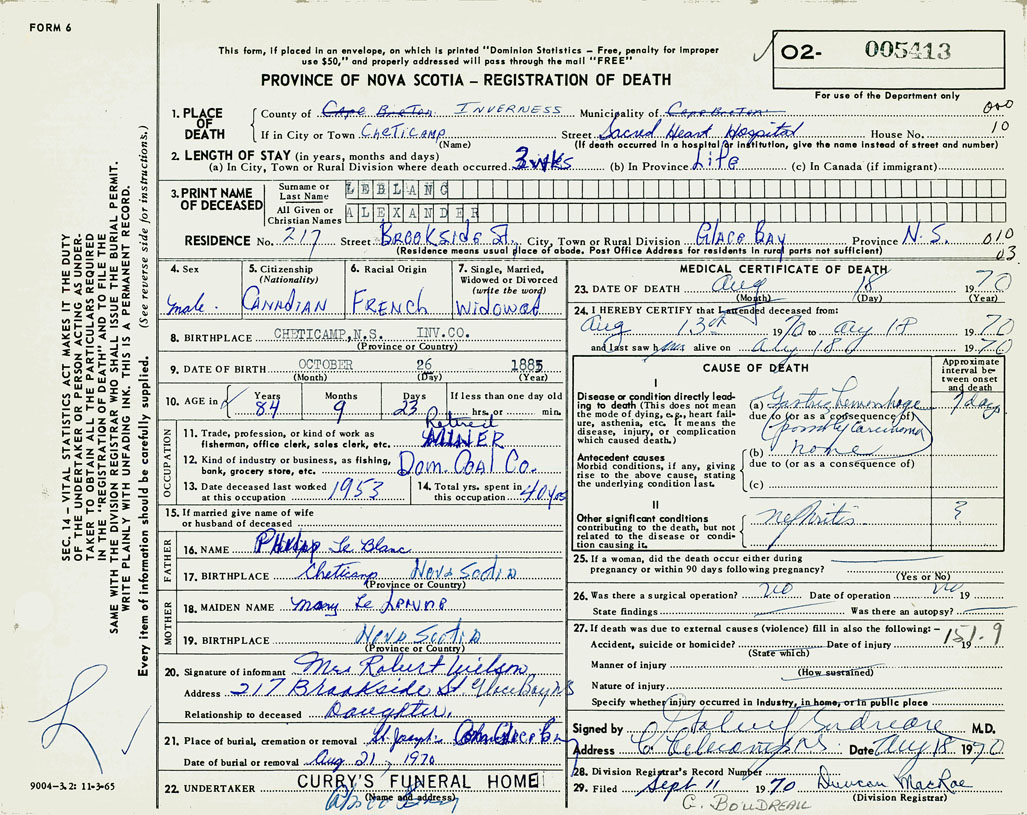 FORM 6
This form, if placed in an envelope, on which is printed "Dominion Statistics – Free, penalty for improper
use $50," and properly addressed will pass through the mail "FREE"
PROVINCE OF NOVA SCOTIA – REGISTRATION OF DEATH
O2- 005413
For use of the Department only
000
10
1. PLACE OF DEATH
County of Cape Breton INVERNESS Municipality of Cape Breton
If in City or Town CHETICAMP Street Sacred Heart Hospital House No.
(Name) (If death occurred in a hospital or institution, give the name instead of street and number)
2. LENGTH OF STAY (in years, months and days)
(a) In City, Town or Rural Division where death occurred 3 wks (b) In Province Life (c) In Canada (if immigrant)
3. PRINT NAME OF DECEASED
Surname or Last Name LEBLANC
All Given or Christian Names ALEXANDER
RESIDENCE No. 217 Street BROOKSIDE St., City, Town or Rural Division GLACE BAY Province N.S.
(Residence means usual place of abode. Post Office Address for residents in rural parts not sufficient)
010
03
4. Sex male
5. Citizenship (Nationality) CANADIAN
6. Racial Origin FRENCH
7. Single, Married, Widowed or Divorced (write the word) WIDOWED
8. BIRTHPLACE CHETICAMP, N.S. INV.CO.
(Province or Country)
9. DATE OF BIRTH OCTOBER 26 1885
(Month) (Day) (Year)
10. AGE in Years 84 Months 9 Days 23 If less than one day old
hrs. or min.
OCCUPATION
11. Trade, profession, or kind of work as fisherman, office clerk, sales clerk, etc. Retired MINER
12. Kind of industry or business, as fishing, bank, grocery store, etc. Dom. Coal Co.
13. Date deceased last worked at this occupation 1953
14. Total yrs. spent in this occupation 40 yrs
15. If married give name of wife or husband of deceased
FATHER
16. NAME Philip Le Blanc
17. BIRTHPLACE Cheticamp Nova Scotia
(Province or Country)
MOTHER
18. MAIDEN NAME Mary Le
19. BIRTHPLACE Nova Scotia
(Province or Country)
20. Signature of informant Mrs Robert Wilson
Address 217 Brookside St. Glace Bay NS
Relationship to deceased Daughter.
21. Place of burial, cremation or removal St. Joseph's Glace Bay
Date of burial or removal Aug. 21, 1970
22. UNDERTAKER CURRY'S FUNERAL HOME
(Name and address)
MEDICAL CERTIFICATE OF DEATH
23. DATE OF DEATH Aug 18 1970
(Month) (Day) (Year)
24. I HEREBY CERTIFY that I attended deceased from:
Aug 13th 1970 to Aug 18 1970
and last saw him alive on Aug 18 1970
CAUSE OF DEATH
Approximate interval between onset and death
I
Disease or condition directly leading to death (This does not mean the mode of dying, e.g., heart failure, asthenia, etc. It means the disease, injury, or complication which caused death.)
(a) Gastric hemorrhage 7 days
due to (or as a consequence of)
(possibly carcinoma)
Antecedent causes
Morbid conditions, if any, giving rise to the above cause, stating the underlying condition last.
(b) none
due to (or as a consequence of)
(c)
II
Other significant conditions contributing to the death, but not related to the disease or condition causing it.
Nephritis ?
25. If a woman, did the death occur either during
pregnancy or within 90 days following pregnancy?
(Yes or No)
26. Was there a surgical operation? No Date of operation No 19
State findings Was there an autopsy?
27. If death was due to external causes (violence) fill in also the following: –
151.9
Accident, suicide or homicide? Date of injury 19
(State which)
Manner of injury
(How sustained)
Nature of injury
Specify whether injury occurred in industry, in home, or in public place
Signed by M.D.
Address Cheticamp NS Date Aug 18 1970
28. Division Registrar's Record Number
29. Filed Sept 11 1970 Duncan MacRae
(Division Registrar)
G. BOUDREAU
SEC. 14 – VITAL STATISTICS ACT MAKES IT THE DUTY
OF THE UNDERTAKER OR PERSON ACTING AS UNDER-
TAKER TO OBTAIN ALL THE PARTICULARS REQUIRED
IN THE "REGISTRATION OF DEATH" AND TO FILE THE
SAME WITH THE DIVISION REGISTRAR WHO SHALL ISSUE THE BURIAL PERMIT.
WRITE PLAINLY WITH UNFADING INK. THIS IS A PERMANENT RECORD.
Every item of information should be carefully supplied. (See reverse side for instructions.)
9004-3.2: 11-3-65